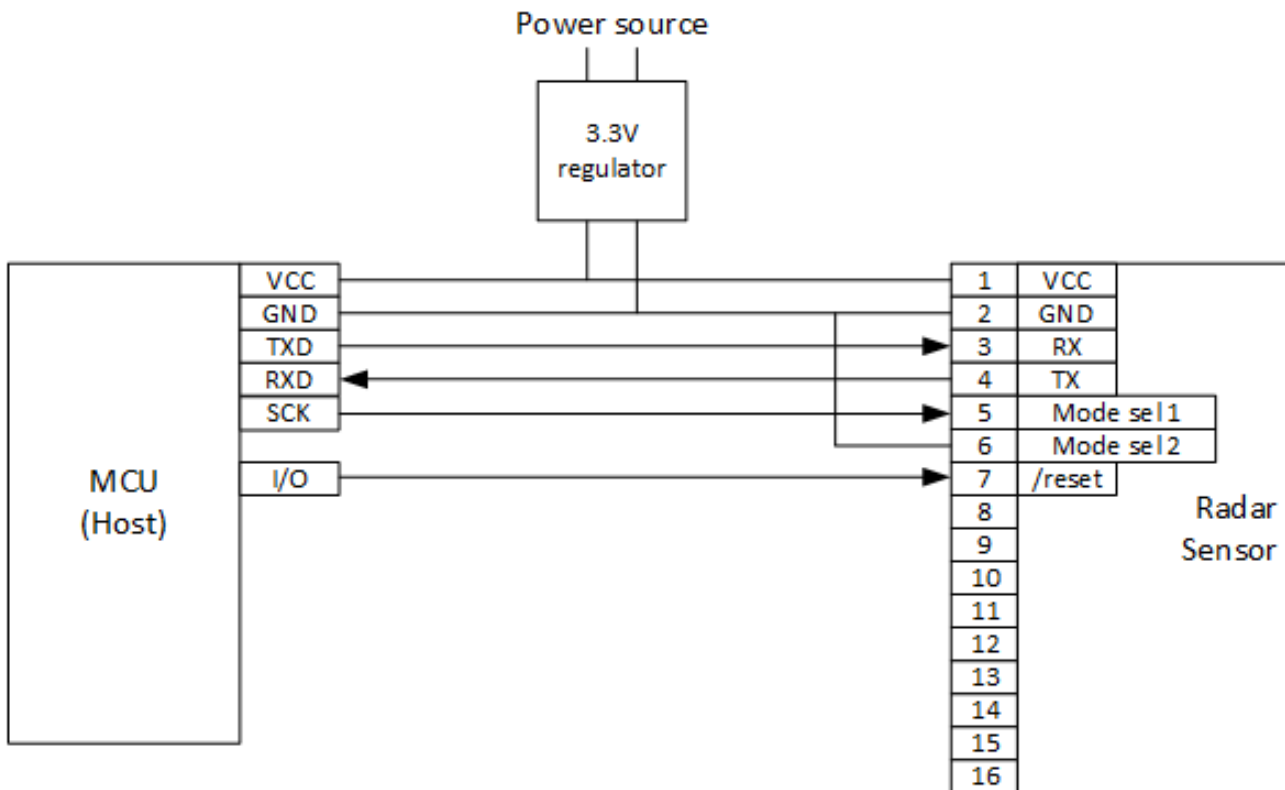 Power source
3.3V
regulator
VCC
GND
TXD
RXD
SCK
I/O
MCU
(Host)
1 VCC
2 GND
3 RX
4 TX
5 Mode sel1
6 Mode sel2
7 /reset
8
9
10
11
12
13
14
15
16
Radar
Sensor